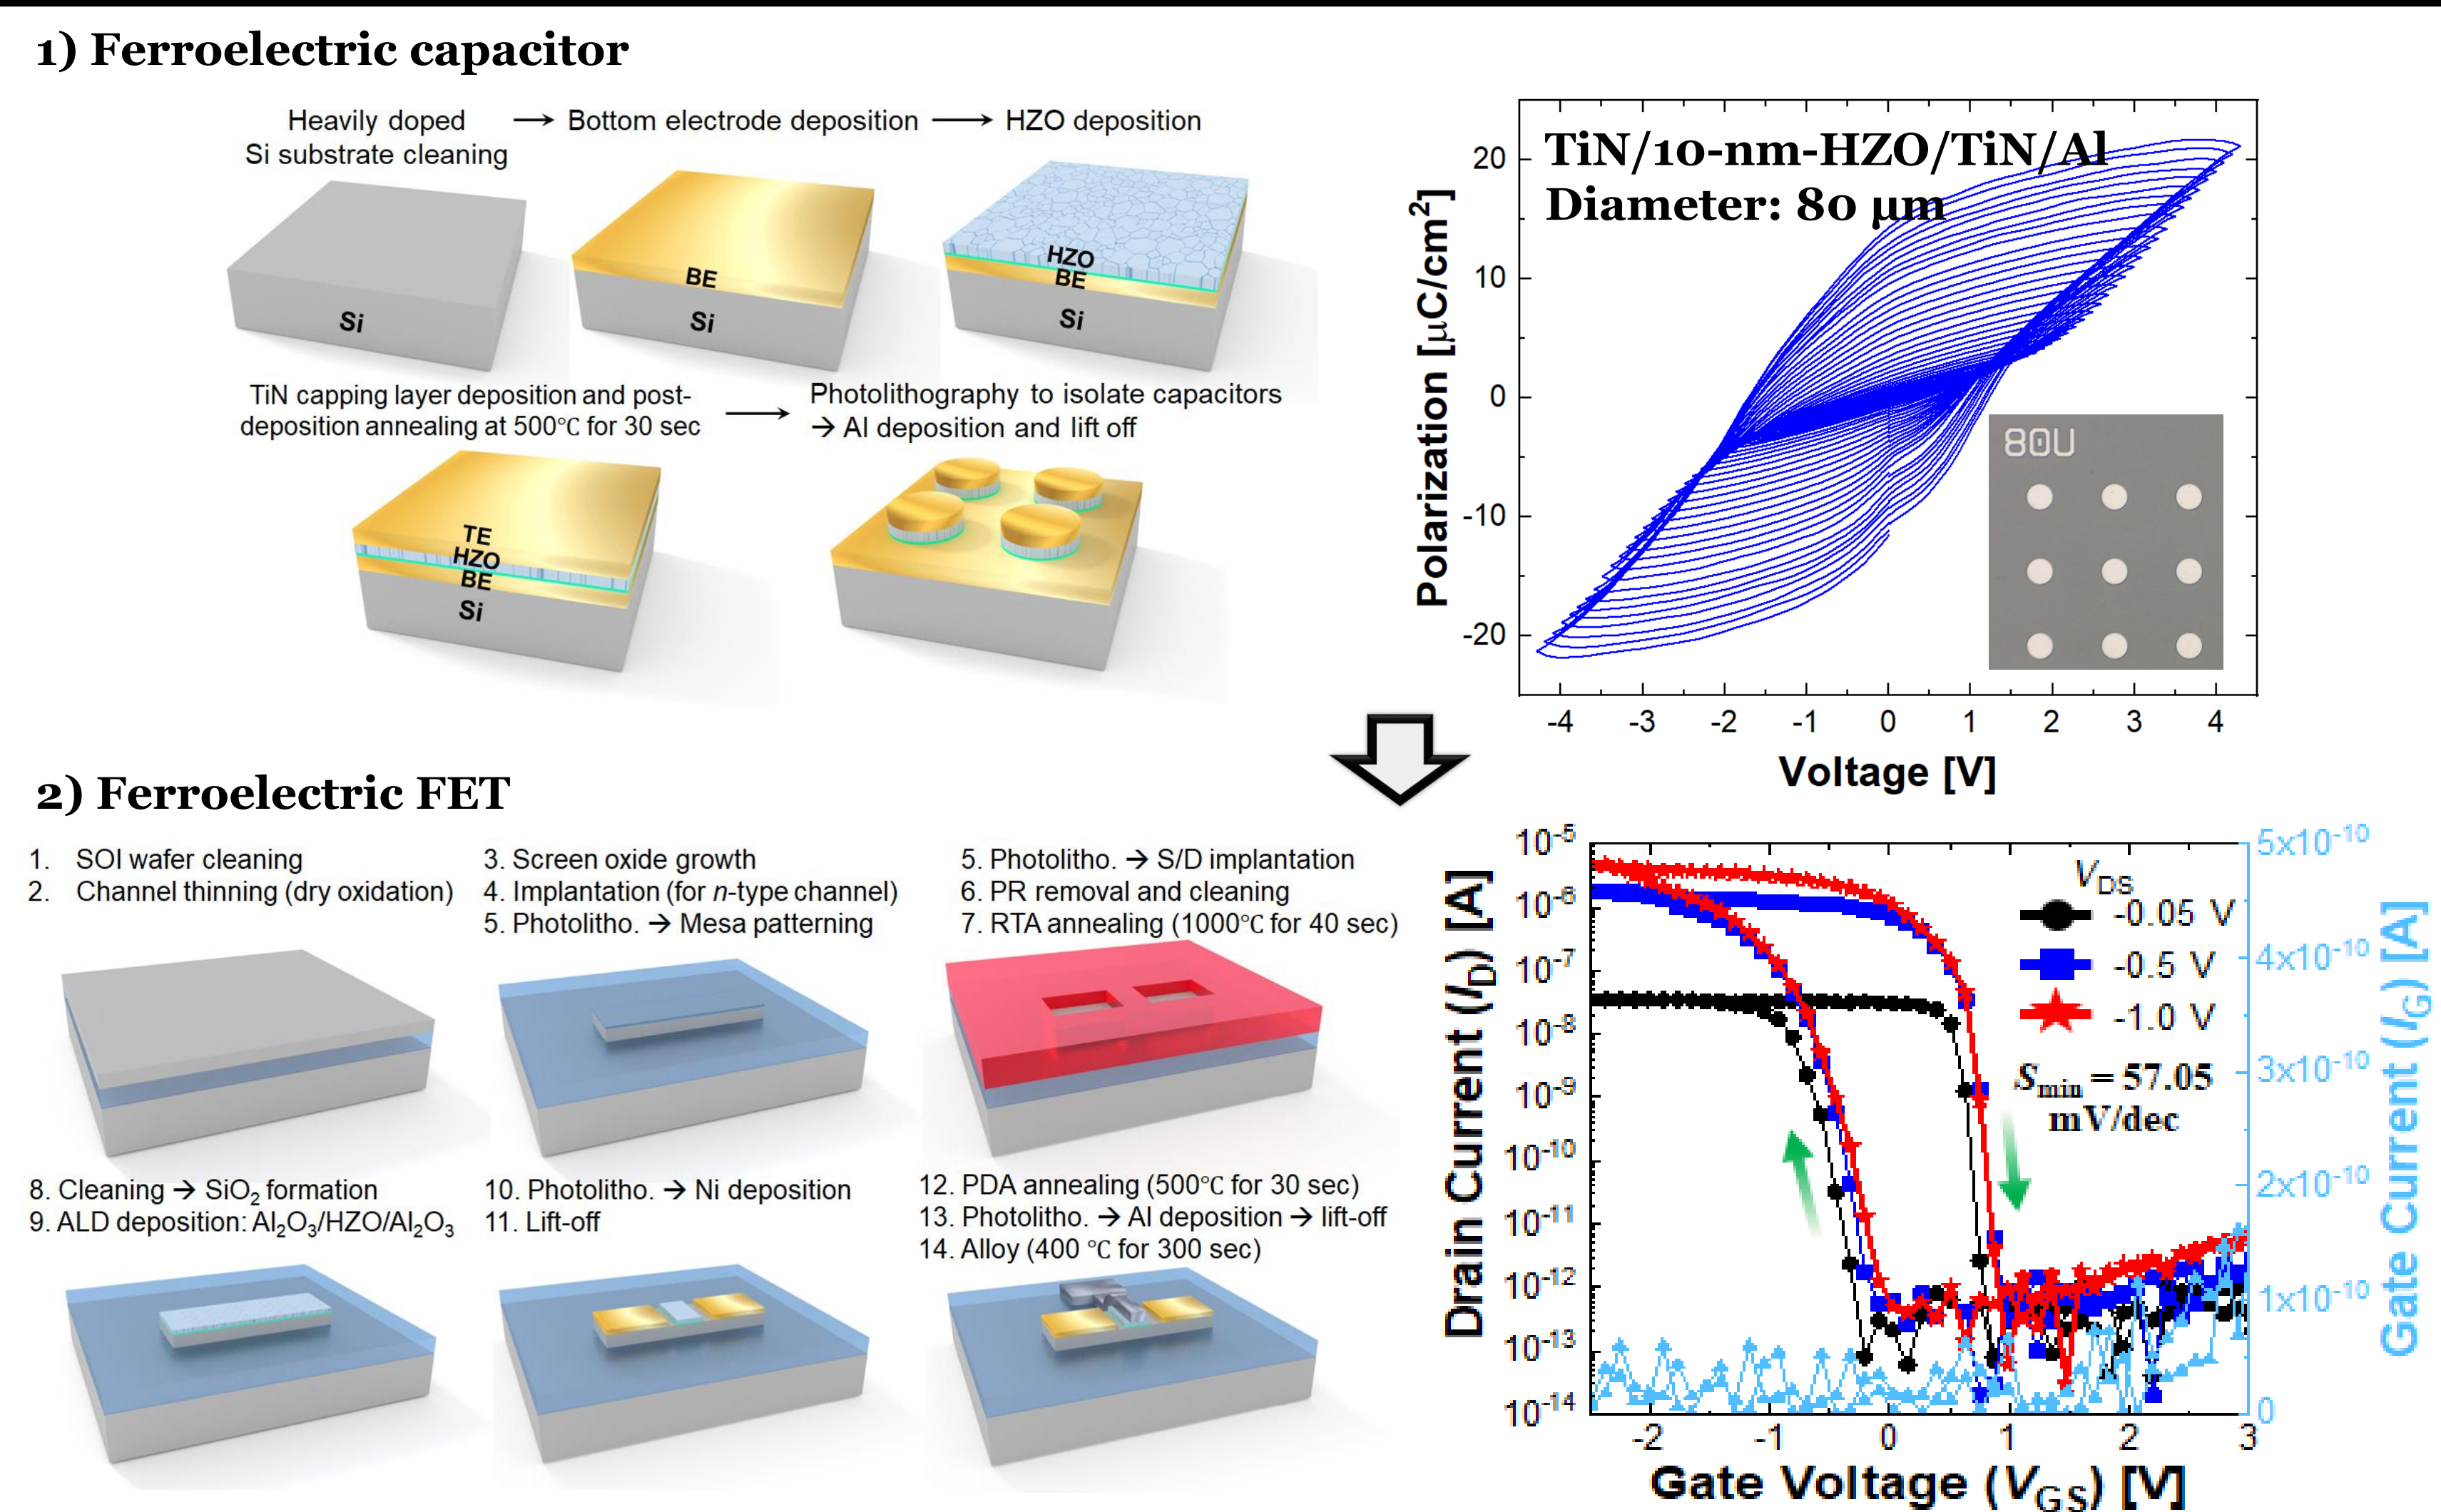 1) Ferroelectric capacitor
Heavily doped
Si substrate cleaning
→ Bottom electrode deposition → HZO deposition
Si
BE
Si
HZO
BE
Si
TiN capping layer deposition and post-
deposition annealing at 500℃ for 30 sec
→
Photolithography to isolate capacitors
→ Al deposition and lift off
TE
HZO
BE
Si
TiN/10-nm-HZO/TiN/Al
Diameter: 80 μm
Polarization [μC/cm²]
20
10
0
-10
-20
80U
-4 -3 -2 -1 0 1 2 3 4
Voltage [V]
2) Ferroelectric FET
1. SOI wafer cleaning
2. Channel thinning (dry oxidation)
3. Screen oxide growth
4. Implantation (for n-type channel)
5. Photolitho. → Mesa patterning
5. Photolitho. → S/D implantation
6. PR removal and cleaning
7. RTA annealing (1000℃ for 40 sec)
8. Cleaning → SiO₂ formation
9. ALD deposition: Al₂O₃/HZO/Al₂O₃
10. Photolitho. → Ni deposition
11. Lift-off
12. PDA annealing (500℃ for 30 sec)
13. Photolitho. → Al deposition → lift-off
14. Alloy (400 ℃ for 300 sec)
Drain Current (I_D) [A]
10⁻⁵
10⁻⁶
10⁻⁷
10⁻⁸
10⁻⁹
10⁻¹⁰
10⁻¹¹
10⁻¹²
10⁻¹³
10⁻¹⁴
V_DS
-0.05 V
-0.5 V
-1.0 V
S_min = 57.05
mV/dec
5x10⁻¹⁰
4x10⁻¹⁰
3x10⁻¹⁰
2x10⁻¹⁰
1x10⁻¹⁰
0
Gate Current (I_G) [A]
-2 -1 0 1 2 3
Gate Voltage (V_GS) [V]